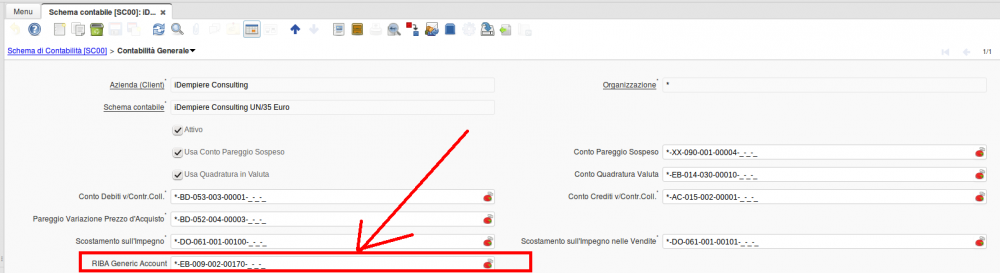 Menu Schema contabile [SC00]: iD...
Schema di Contabilità [SC00] > Contabilità Generale
1/1
Azienda (Client) iDempiere Consulting Organizzazione *
Schema contabile iDempiere Consulting UN/35 Euro
Attivo
Usa Conto Pareggio Sospeso Conto Pareggio Sospeso *-XX-090-001-00004-_-_-_
Usa Quadratura in Valuta Conto Quadratura Valuta *-EB-014-030-00010-_-_-_
Conto Debiti v/Contr.Coll. *-BD-053-003-00001-_-_-_ Conto Crediti v/Contr.Coll. *-AC-015-002-00001-_-_-_
Pareggio Variazione Prezzo d'Acquisto *-BD-052-004-00003-_-_-_
Scostamento sull'Impegno *-DO-061-001-00100-_-_-_ Scostamento sull'Impegno nelle Vendite *-DO-061-001-00101-_-_-_
RIBA Generic Account *-EB-009-002-00170-_-_-_